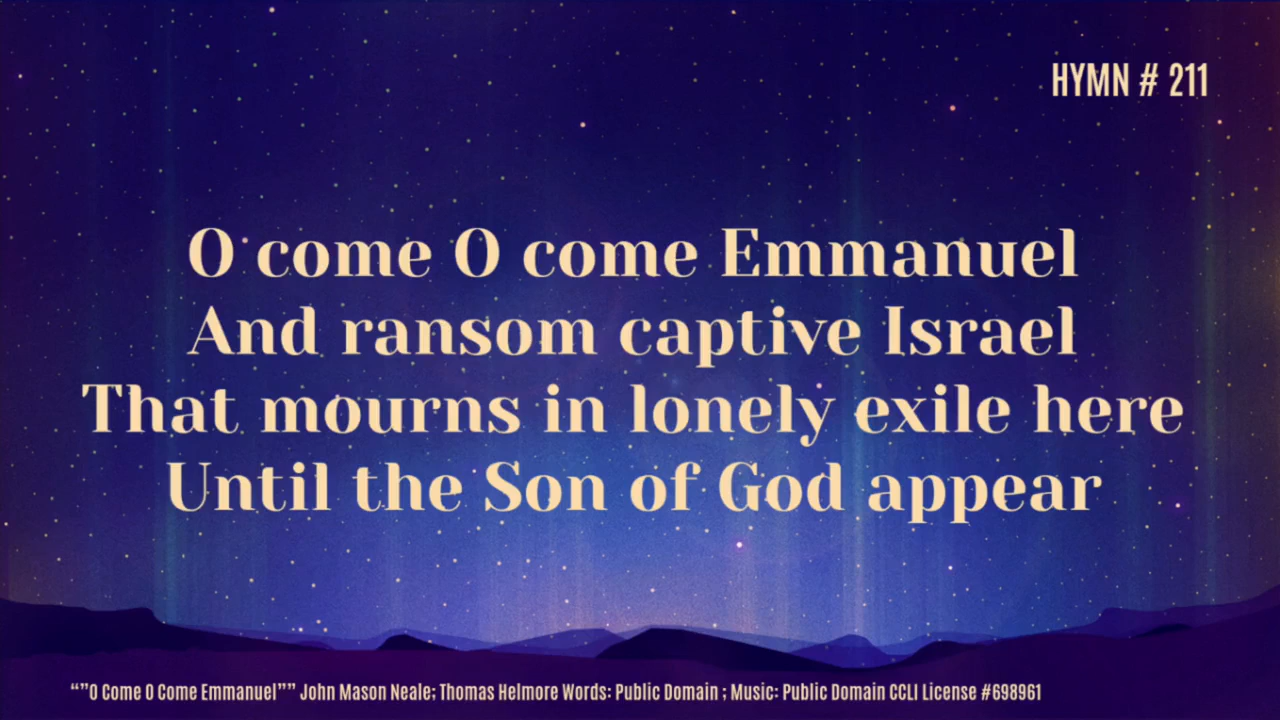 HYMN # 211
O come O come Emmanuel
And ransom captive Israel
That mourns in lonely exile here
Until the Son of God appear
“”O Come O Come Emmanuel”” John Mason Neale; Thomas Helmore Words: Public Domain ; Music: Public Domain CCLI License #698961